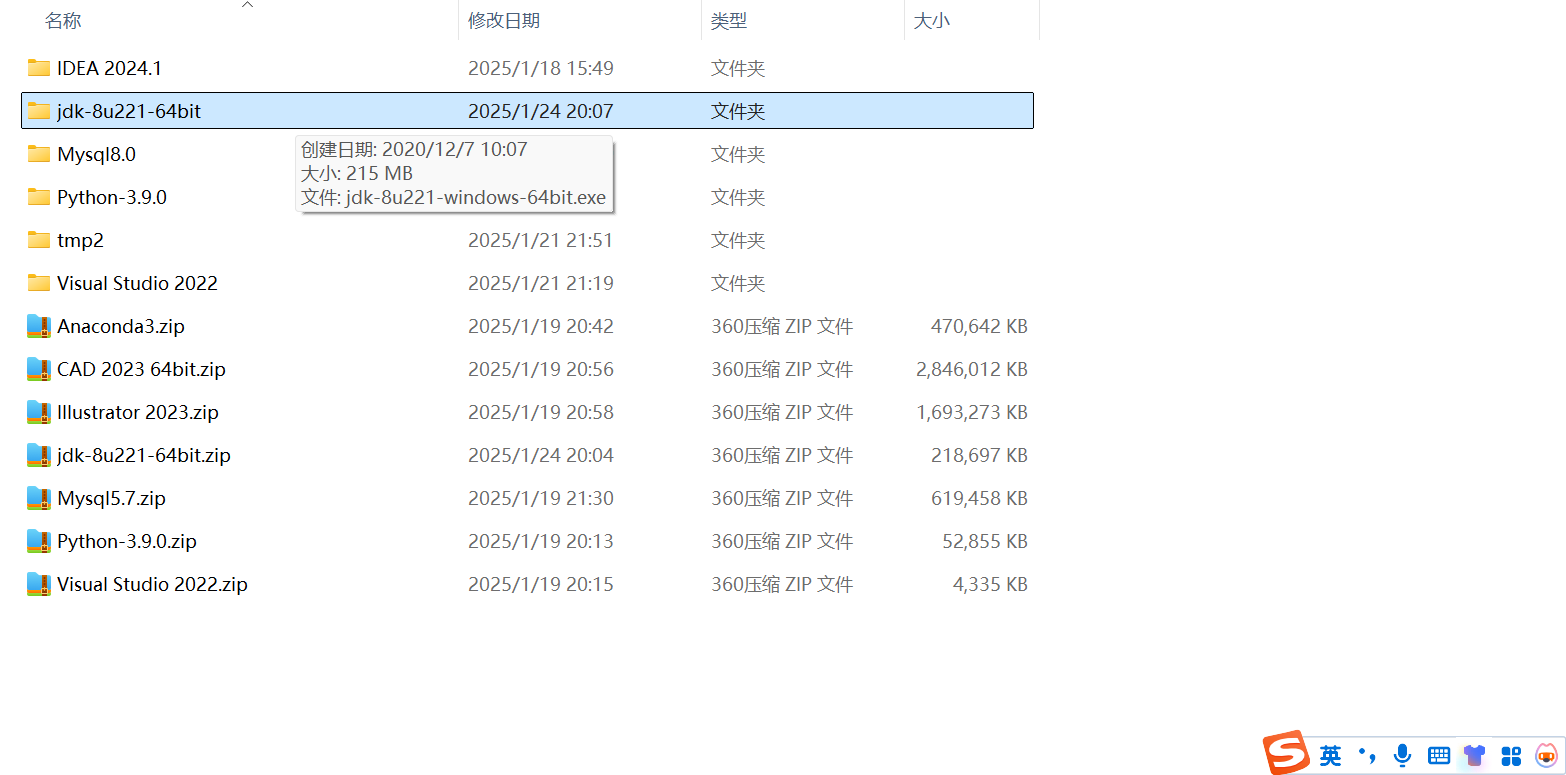 名称 修改日期 类型 大小
IDEA 2024.1 2025/1/18 15:49 文件夹
jdk-8u221-64bit 2025/1/24 20:07 文件夹
Mysql8.0 文件夹
创建日期: 2020/12/7 10:07
大小: 215 MB
文件: jdk-8u221-windows-64bit.exe
Python-3.9.0 文件夹
tmp2 2025/1/21 21:51 文件夹
Visual Studio 2022 2025/1/21 21:19 文件夹
Anaconda3.zip 2025/1/19 20:42 360压缩 ZIP 文件 470,642 KB
CAD 2023 64bit.zip 2025/1/19 20:56 360压缩 ZIP 文件 2,846,012 KB
Illustrator 2023.zip 2025/1/19 20:58 360压缩 ZIP 文件 1,693,273 KB
jdk-8u221-64bit.zip 2025/1/24 20:04 360压缩 ZIP 文件 218,697 KB
Mysql5.7.zip 2025/1/19 21:30 360压缩 ZIP 文件 619,458 KB
Python-3.9.0.zip 2025/1/19 20:13 360压缩 ZIP 文件 52,855 KB
Visual Studio 2022.zip 2025/1/19 20:15 360压缩 ZIP 文件 4,335 KB
S 英